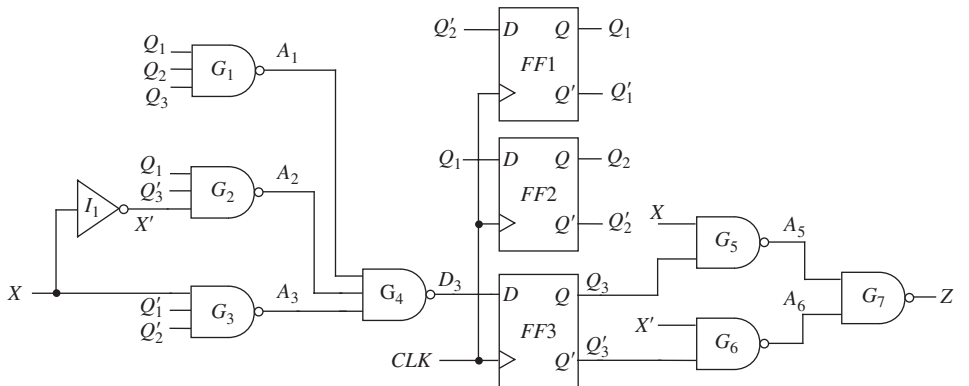 Q₁
Q₂
Q₃
G₁
A₁
Q₂′
D
Q
Q₁
FF1
Q′
Q₁′
Q₁
Q₃′
X′
I₁
G₂
A₂
Q₁
D
Q
Q₂
FF2
Q′
Q₂′
X
Q₁′
Q₂′
G₃
A₃
G₄
D₃
D
Q
Q₃
FF3
Q′
Q₃′
CLK
X
G₅
A₅
X′
G₆
A₆
G₇
Z